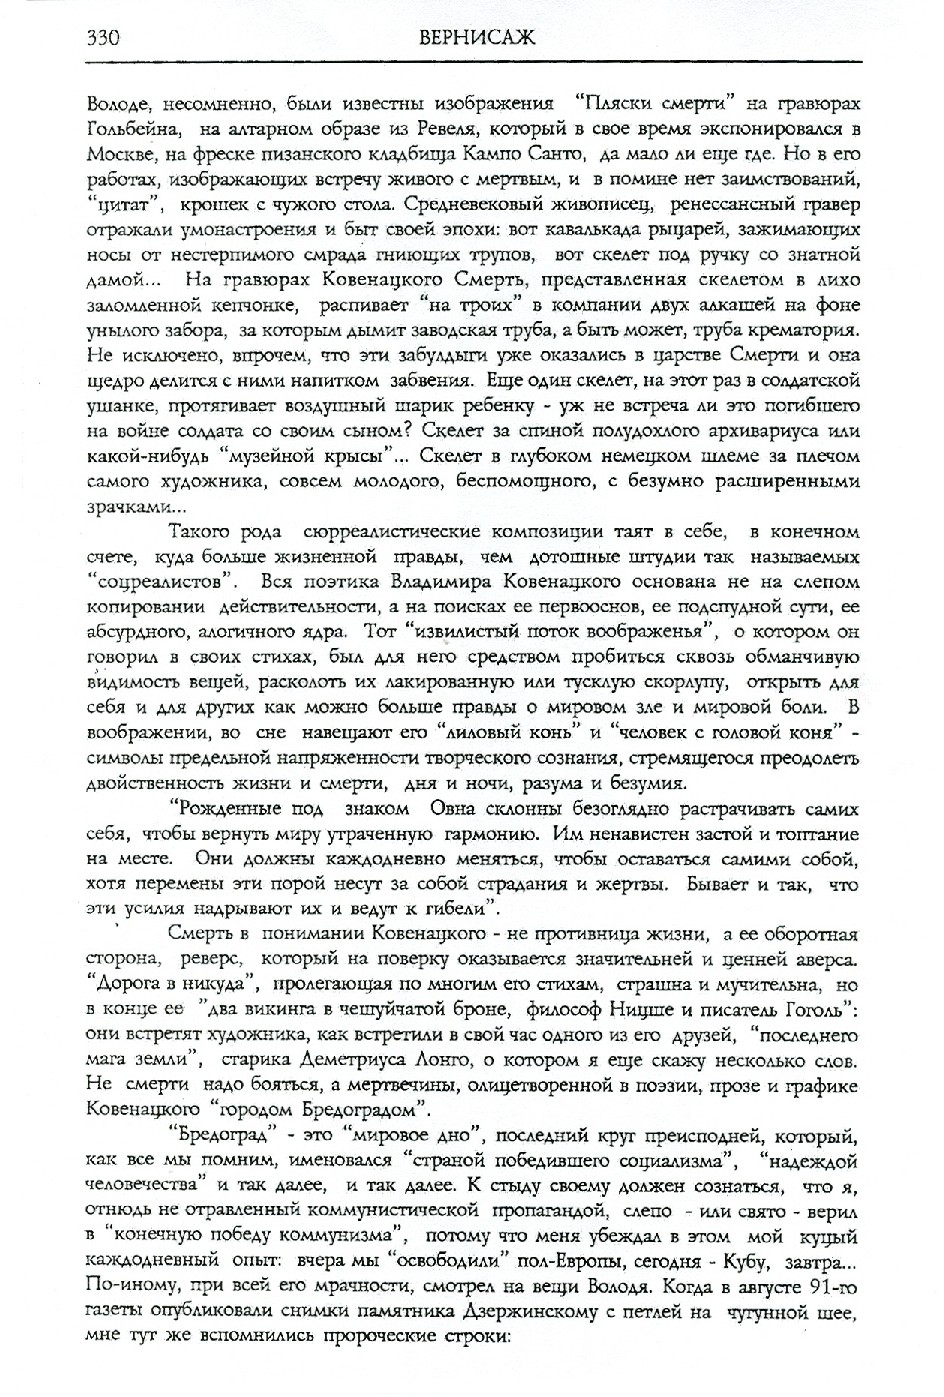 330 ВЕРНИСАЖ
Володе, несомненно, были известны изображения “Пляски смерти” на гравюрах
Гольбейна, на алтарном образе из Ревеля, который в свое время экспонировался в
Москве, на фреске пизанского кладбища Кампо Санто, да мало ли еще где. Но в его
работах, изображающих встречу живого с мертвым, и в помине нет заимствований,
“цитат”, крошек с чужого стола. Средневековый живописец, ренессансный гравер
отражали умонастроения и быт своей эпохи: вот кавалькада рыцарей, зажимающих
носы от нестерпимого смрада гниющих трупов, вот скелет под ручку со знатной
дамой... На гравюрах Ковенацкого Смерть, представленная скелетом в лихо
заломленной кепчонке, распивает “на троих” в компании двух алкашей на фоне
унылого забора, за которым дымит заводская труба, а быть может, труба крематория.
Не исключено, впрочем, что эти забулдыги уже оказались в царстве Смерти и она
щедро делится с ними напитком забвения. Еще один скелет, на этот раз в солдатской
ушанке, протягивает воздушный шарик ребенку - уж не встреча ли это погибшего
на войне солдата со своим сыном? Скелет за спиной полудохлого архивариуса или
какой-нибудь “музейной крысы”... Скелет в глубоком немецком шлеме за плечом
самого художника, совсем молодого, беспомощного, с безумно расширенными
зрачками...
Такого рода сюрреалистические композиции таят в себе, в конечном
счете, куда больше жизненной правды, чем дотошные штудии так называемых
“соцреалистов”. Вся поэтика Владимира Ковенацкого основана не на слепом
копировании действительности, а на поисках ее первооснов, ее подспудной сути, ее
абсурдного, алогичного ядра. Тот “извилистый поток воображенья”, о котором он
говорил в своих стихах, был для него средством пробиться сквозь обманчивую
видимость вещей, расколоть их лакированную или тусклую скорлупу, открыть для
себя и для других как можно больше правды о мировом зле и мировой боли. В
воображении, во сне навещают его “лиловый конь” и “человек с головой коня” -
символы предельной напряженности творческого сознания, стремящегося преодолеть
двойственность жизни и смерти, дня и ночи, разума и безумия.
“Рожденные под знаком Овна склонны безоглядно растрачивать самих
себя, чтобы вернуть миру утраченную гармонию. Им ненавистен застой и топтание
на месте. Они должны каждодневно меняться, чтобы оставаться самими собой,
хотя перемены эти порой несут за собой страдания и жертвы. Бывает и так, что
эти усилия надрывают их и ведут к гибели”.
Смерть в понимании Ковенацкого - не противница жизни, а ее оборотная
сторона, реверс, который на поверку оказывается значительней и ценней аверса.
“Дорога в никуда”, пролегающая по многим его стихам, страшна и мучительна, но
в конце ее ”два викинга в чешуйчатой броне, философ Ницше и писатель Гоголь”:
они встретят художника, как встретили в свой час одного из его друзей, “последнего
мага земли”, старика Деметриуса Лонго, о котором я еще скажу несколько слов.
Не смерти надо бояться, а мертвечины, олицетворенной в поэзии, прозе и графике
Ковенацкого “городом Бредоградом”.
“Бредоград” - это “мировое дно”, последний круг преисподней, который,
как все мы помним, именовался “страной победившего социализма”, “надеждой
человечества” и так далее, и так далее. К стыду своему должен сознаться, что я,
отнюдь не отравленный коммунистической пропагандой, слепо - или свято - верил
в “конечную победу коммунизма”, потому что меня убеждал в этом мой куцый
каждодневный опыт: вчера мы “освободили” пол-Европы, сегодня - Кубу, завтра...
По-иному, при всей его мрачности, смотрел на вещи Володя. Когда в августе 91-го
газеты опубликовали снимки памятника Дзержинскому с петлей на чугунной шее,
мне тут же вспомнились пророческие строки: